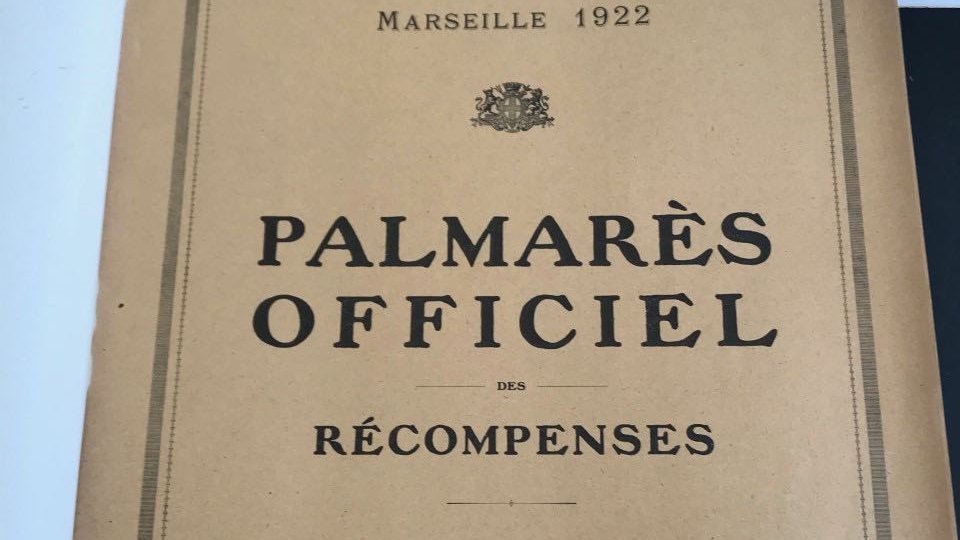 MARSEILLE 1922
PALMARÈS
OFFICIEL
DES
RÉCOMPENSES